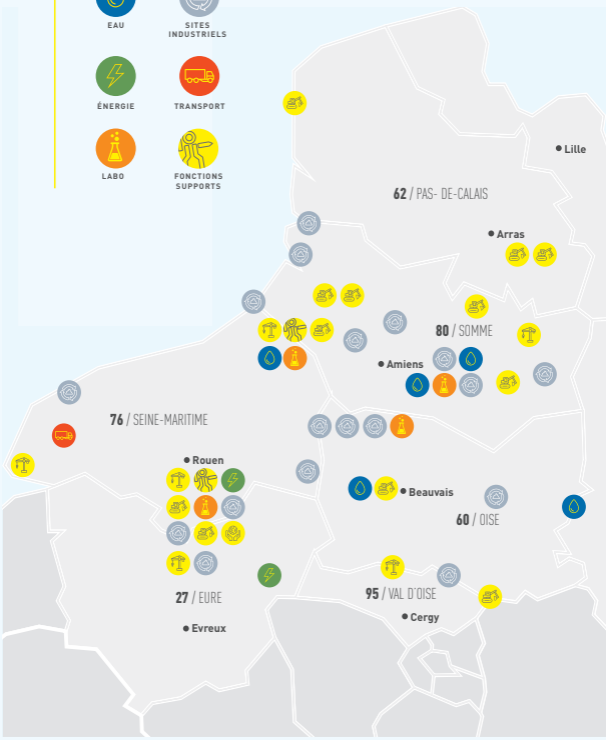 EAU
SITES
INDUSTRIELS
ÉNERGIE
TRANSPORT
LABO
FONCTIONS
SUPPORTS
Lille
62 / PAS- DE-CALAIS
Arras
80 / SOMME
Amiens
76 / SEINE-MARITIME
Rouen
Beauvais
60 / OISE
27 / EURE
95 / VAL D'OISE
Cergy
Evreux